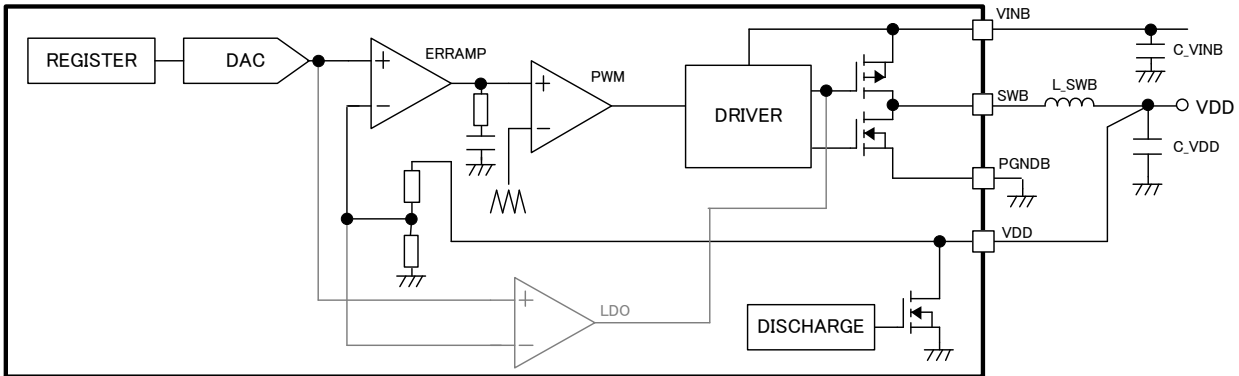 VINB
REGISTER
DAC
ERRAMP
C_VINB
PWM
DRIVER
SWB
L_SWB
VDD
C_VDD
PGNDB
VDD
LDO
DISCHARGE